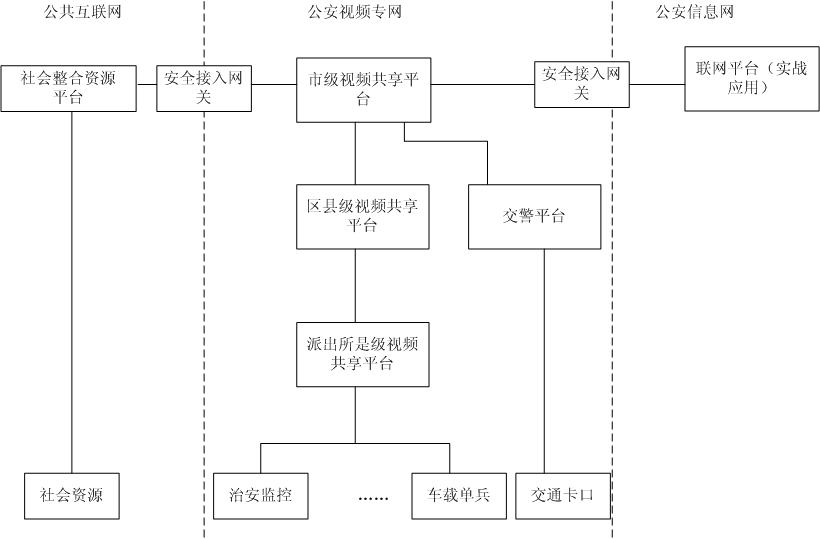 公共互联网
公安视频专网
公安信息网
社会整合资源
平台
安全接入网
关
市级视频共享平
台
安全接入网
关
联网平台（实战
应用）
区县级视频共享
平台
交警平台
派出所是级视频
共享平台
社会资源
治安监控
……
车载单兵
交通卡口